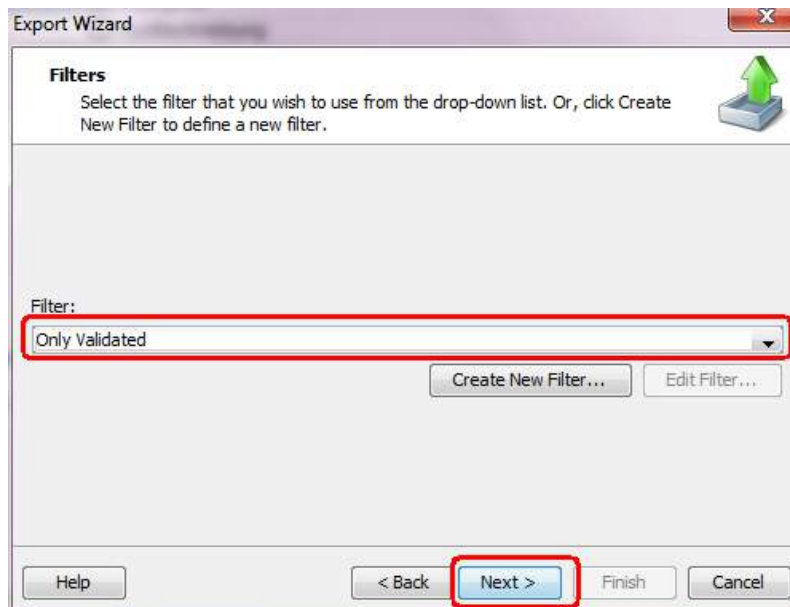 Export Wizard
Filters
Select the filter that you wish to use from the drop-down list. Or, click Create
New Filter to define a new filter.
Filter:
Only Validated
Create New Filter...
Edit Filter...
Help
< Back
Next >
Finish
Cancel